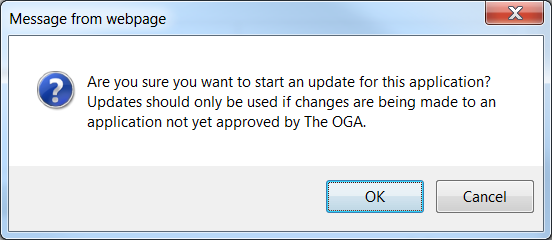 Message from webpage
Are you sure you want to start an update for this application?
Updates should only be used if changes are being made to an
application not yet approved by The OGA.
OK
Cancel